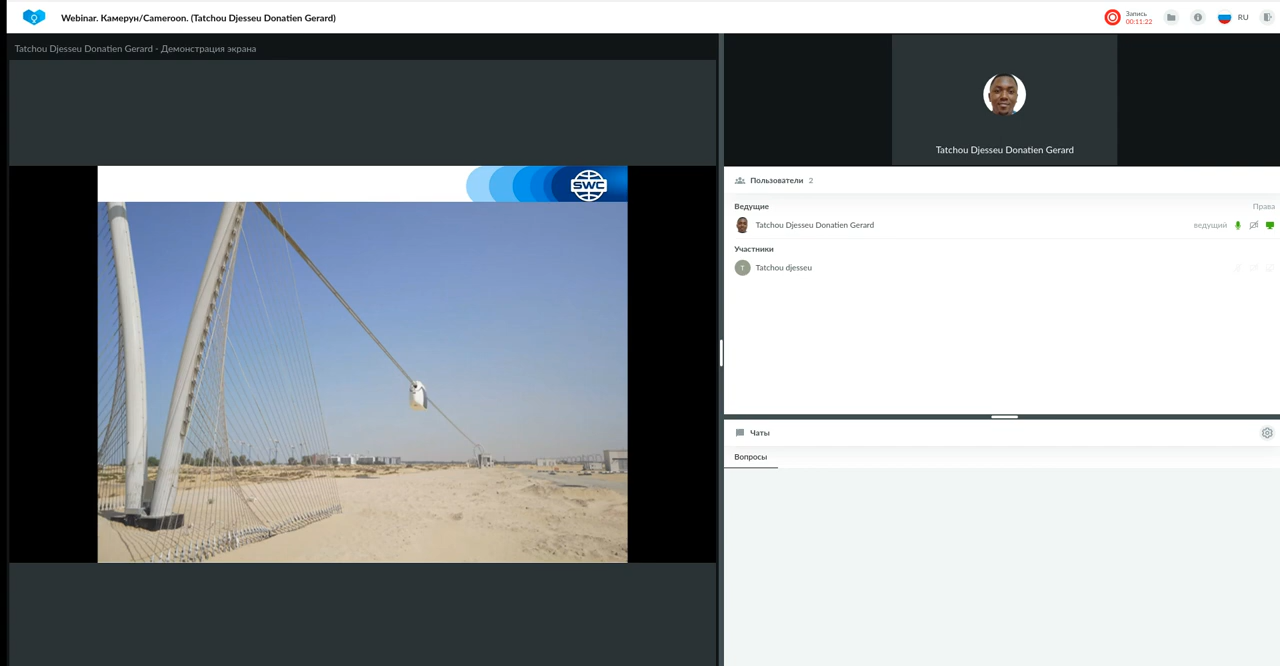 Webinar. Камерун/Cameroon. (Tatchou Djesseu Donatien Gerard)
Запись
00:11:22
RU
Tatchou Djesseu Donatien Gerard - Демонстрация экрана
SWC
Tatchou Djesseu Donatien Gerard
Пользователи 2
Ведущие Права
Tatchou Djesseu Donatien Gerard ведущий
Участники
T Tatchou djesseu
Чаты
Вопросы